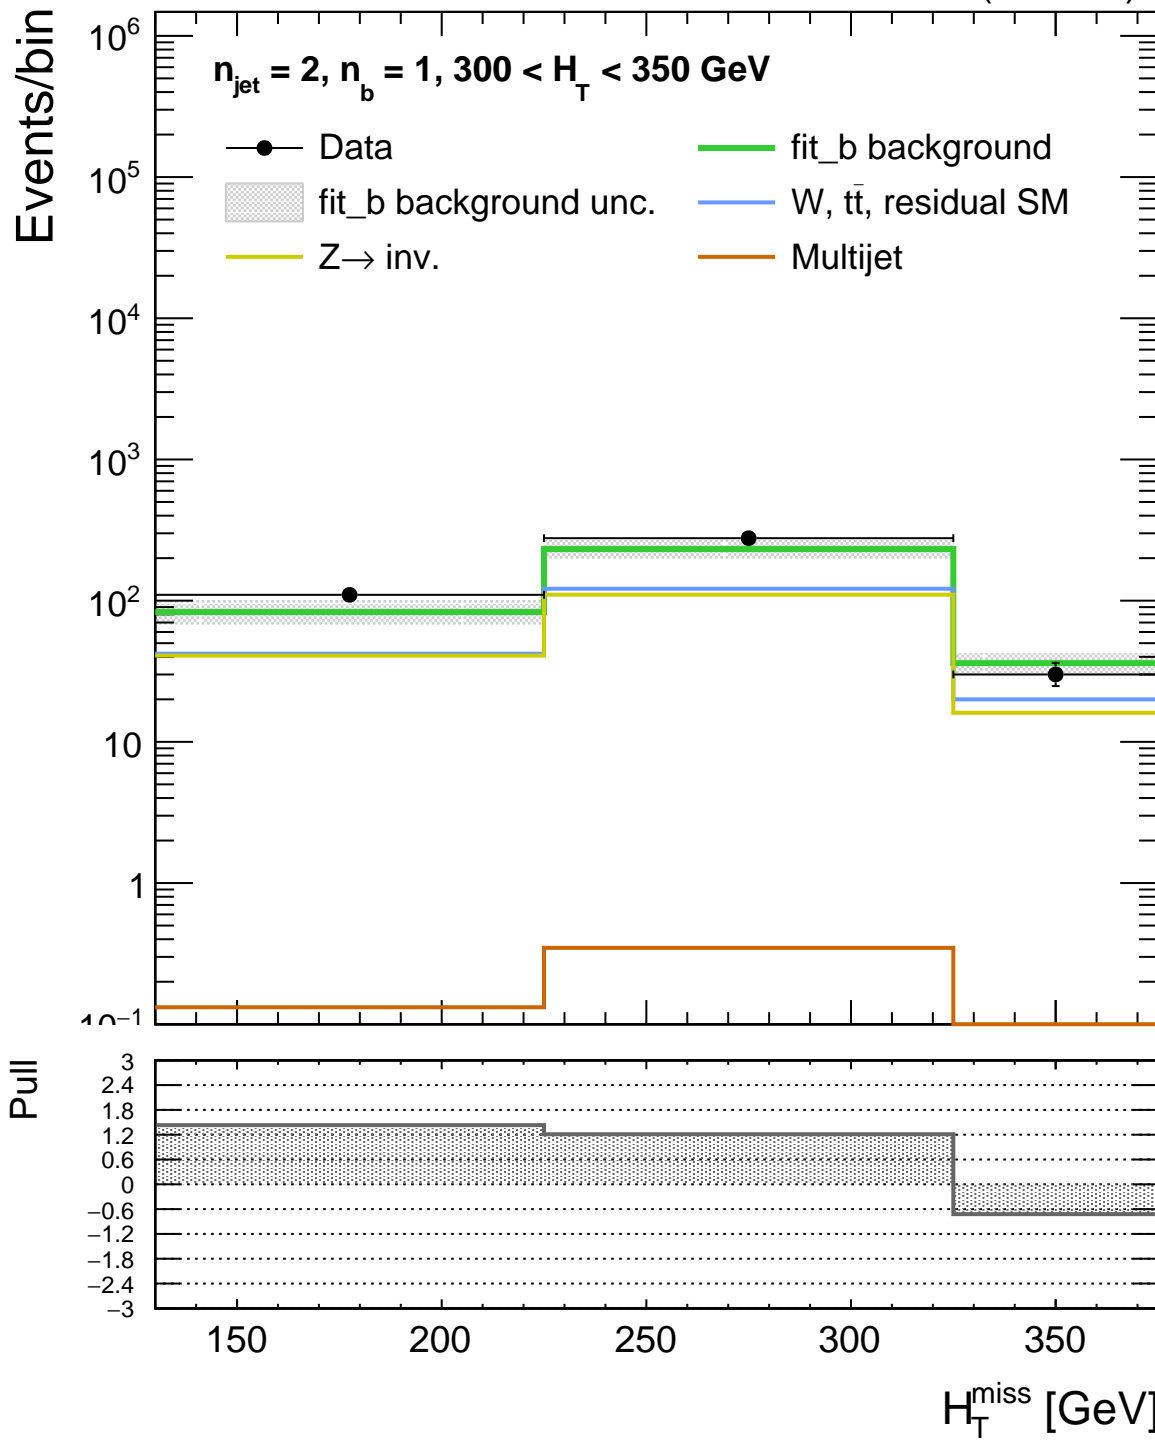 n_jet = 2, n_b = 1, 300 < H_T < 350 GeV
Data
fit_b background
fit_b background unc.
W, tt̄, residual SM
Z→ inv.
Multijet
Events/bin
10^6
10^5
10^4
10^3
10^2
10
1
10^−1
Pull
3
2.4
1.8
1.2
0.6
0
−0.6
−1.2
−1.8
−2.4
−3
150 200 250 300 350
H_T^miss [GeV]